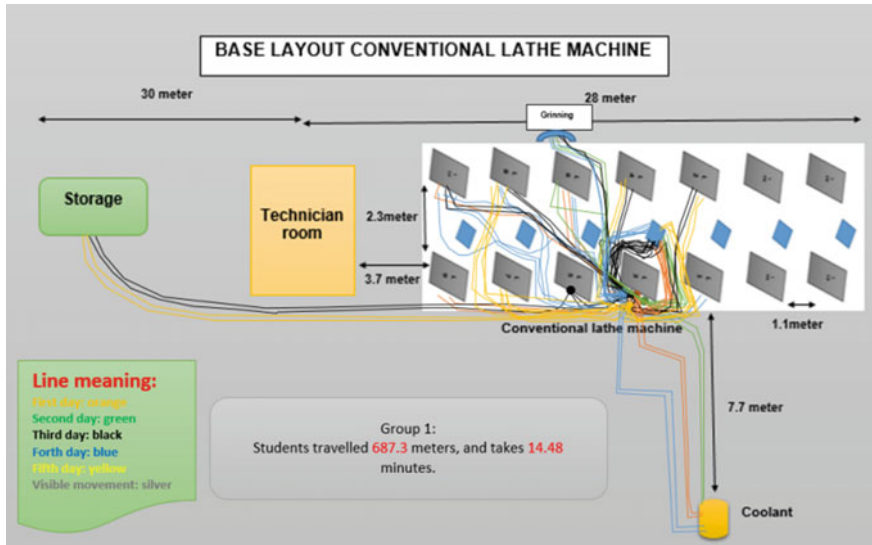 BASE LAYOUT CONVENTIONAL LATHE MACHINE
30 meter
28 meter
Grinning
Storage
Technician
room
2.3meter
3.7 meter
Conventional lathe machine
1.1meter
7.7 meter
Line meaning:
First day: orange
Second day: green
Third day: black
Forth day: blue
Fifth day: yellow
Visible movement: silver
Group 1:
Students travelled 687.3 meters, and takes 14.48
minutes.
Coolant